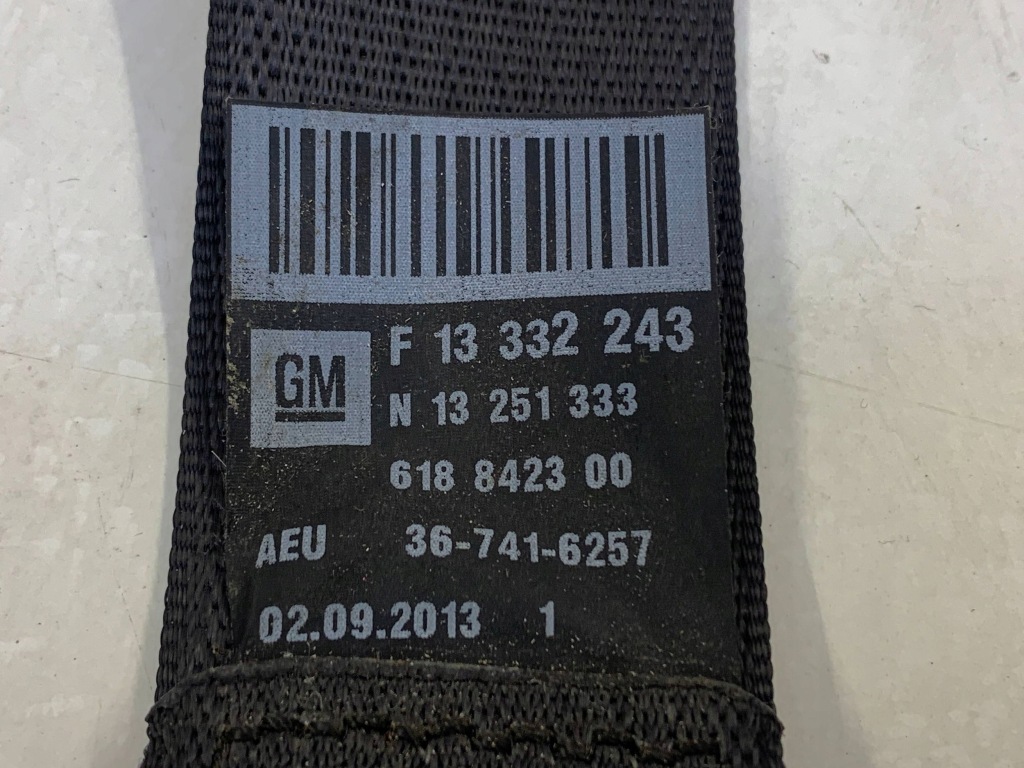 GM F 13 332 243
N 13 251 333
618 8423 00
AEU 36-741-6257
02.09.2013 1